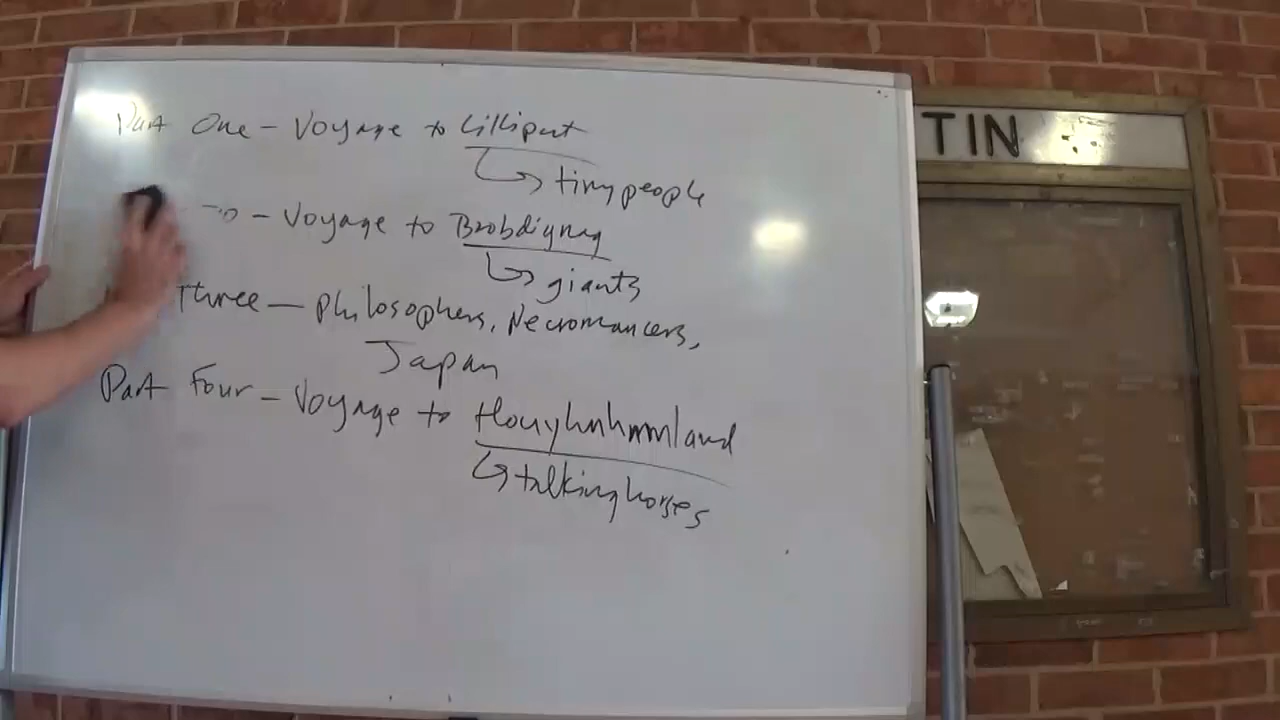 Part One - Voyage to Lilliput
↳ tiny people
- Voyage to Brobdignag
↳ giants
Three - Philosophers, Necromancers,
Japan
Part Four - Voyage to Houyhnhnmland
↳ talking horses
TIN